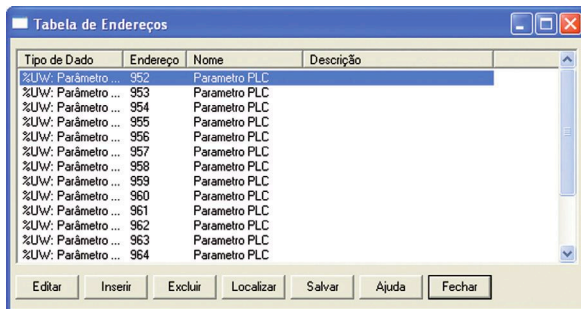 Tabela de Endereços
Tipo de Dado Endereço Nome Descrição
%UW: Parâmetro ... 952 Parametro PLC
%UW: Parâmetro ... 953 Parametro PLC
%UW: Parâmetro ... 954 Parametro PLC
%UW: Parâmetro ... 955 Parametro PLC
%UW: Parâmetro ... 956 Parametro PLC
%UW: Parâmetro ... 957 Parametro PLC
%UW: Parâmetro ... 958 Parametro PLC
%UW: Parâmetro ... 959 Parametro PLC
%UW: Parâmetro ... 960 Parametro PLC
%UW: Parâmetro ... 961 Parametro PLC
%UW: Parâmetro ... 962 Parametro PLC
%UW: Parâmetro ... 963 Parametro PLC
%UW: Parâmetro ... 964 Parametro PLC
Editar Inserir Excluir Localizar Salvar Ajuda Fechar